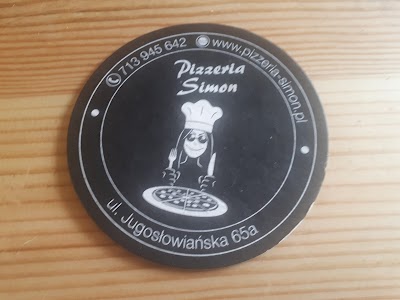 713 945 642
www.pizzeria-simon.pl
Pizzeria
Simon
ul. Jugosłowiańska 65a